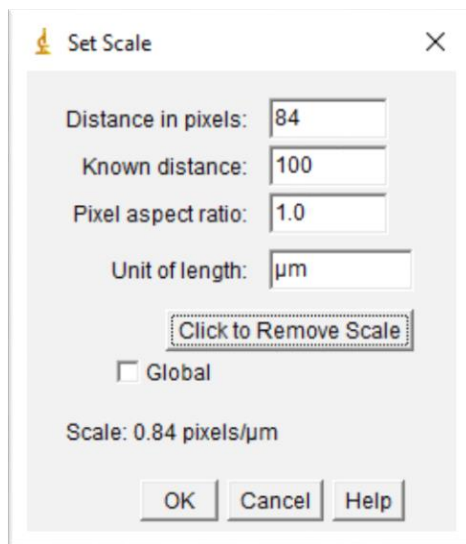 Set Scale
Distance in pixels: 84
Known distance: 100
Pixel aspect ratio: 1.0
Unit of length: µm
Click to Remove Scale
Global
Scale: 0.84 pixels/µm
OK Cancel Help